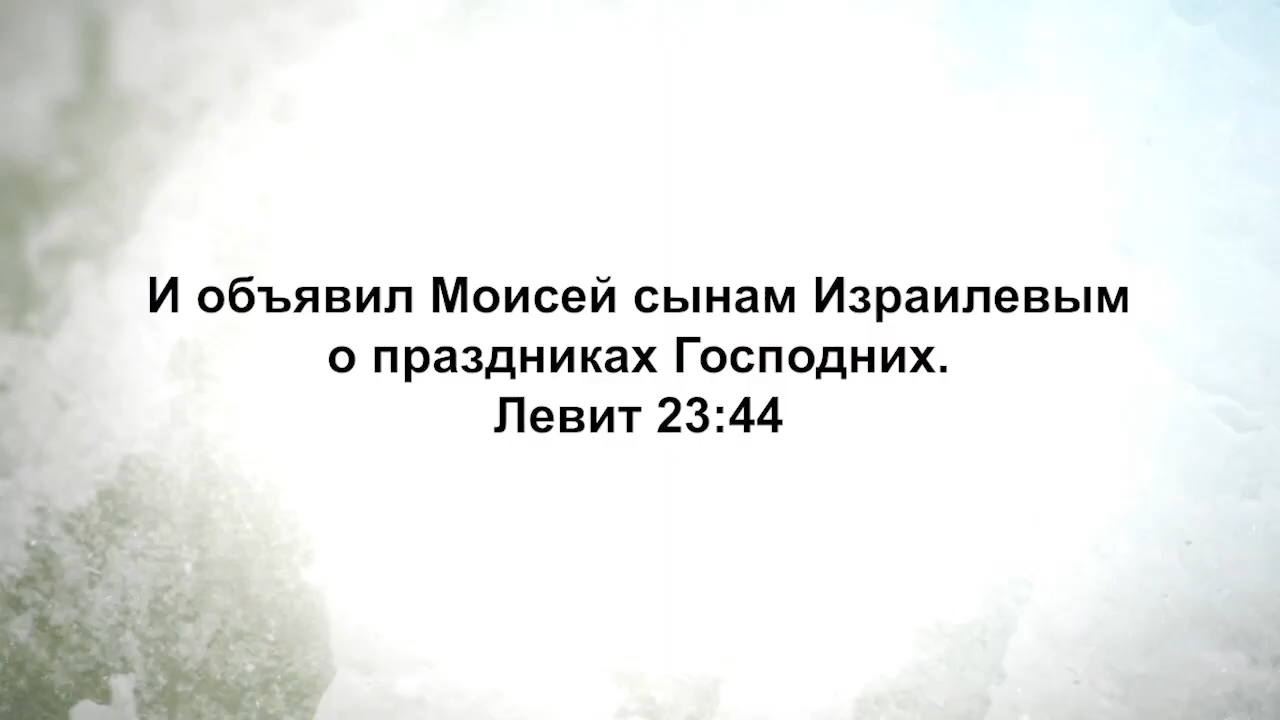 И объявил Моисей сынам Израилевым
о праздниках Господних.
Левит 23:44